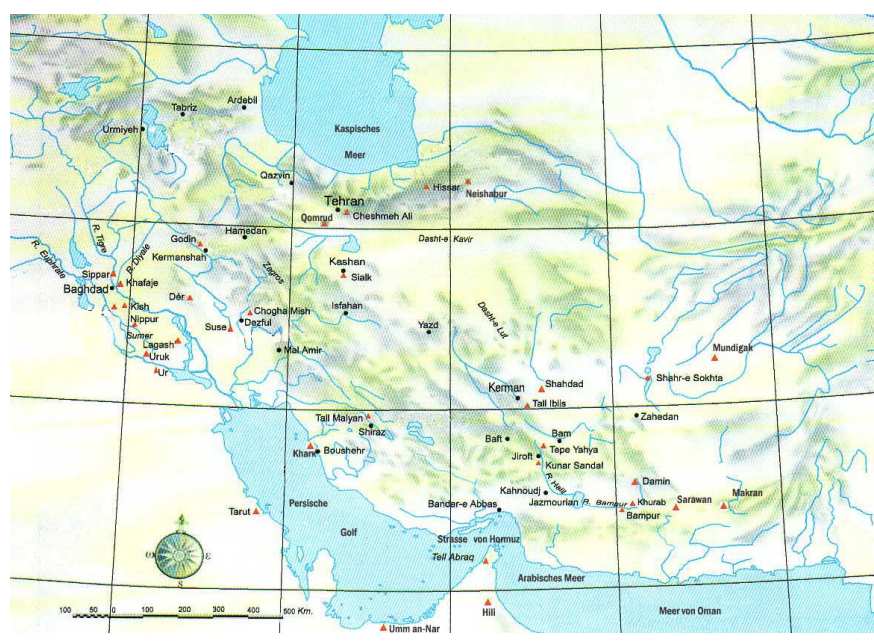 Ardebil
Tabriz
Urmiyeh
Kaspisches
Meer
Qazvin
Hissar
Neishabur
Tehran
Cheshmeh Ali
Qomrud
R. Tigre
R. Euphrate
R. Diyale
Godin
Hamedan
Kermanshah
Dasht-e Kavir
Zagros
Kashan
Sialk
Sippar
Khafaje
Baghdad
Dér
Kish
Nippur
Sumer
Chogha Mish
Dezful
Suse
Isfahan
Yazd
Dasht-e Lut
Lagash
Uruk
Ur
Mal Amir
Mundigak
Shahr-e Sokhta
Kerman
Shahdad
Tall Iblis
Zahedan
Tall Malyan
Shiraz
Khark
Boushehr
Baft
Bam
Tepe Yahya
Jiroft
Kunar Sandal
R. Halil
Kahnoudj
Jazmourian
Damin
R. Bampur
Khurab
Bampur
Sarawan
Makran
Tarut
Persische
Golf
Bandar-e Abbas
Strasse von Hormuz
Tell Abraq
Arabisches Meer
Hili
Meer von Oman
Umm an-Nar
S
100 0 100 200 300 400 500 Km.